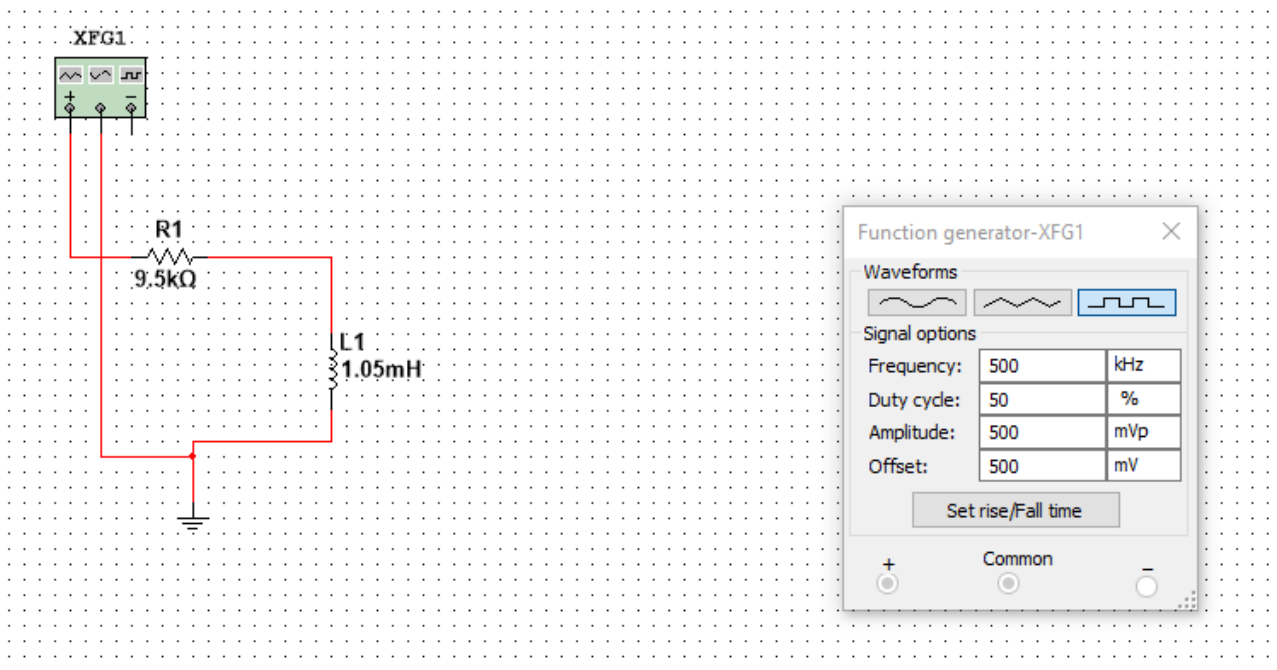 XFG1
+ −
R1
9.5kΩ
L1
1.05mH
Function generator-XFG1
Waveforms
Signal options
Frequency: 500 kHz
Duty cycle: 50 %
Amplitude: 500 mVp
Offset: 500 mV
Set rise/Fall time
+ Common −